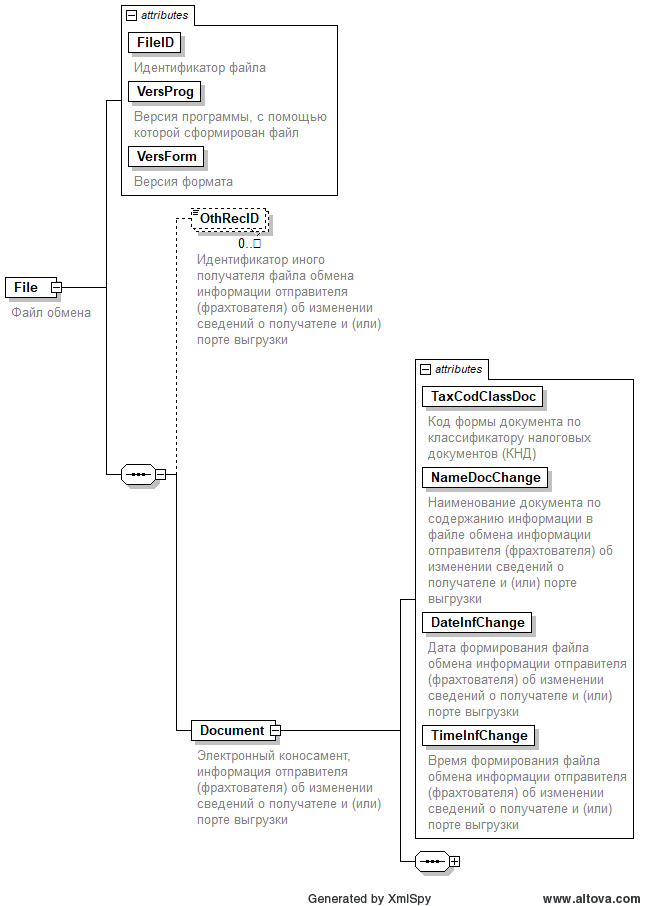 attributes
FileID
Идентификатор файла
VersProg
Версия программы, с помощью
которой сформирован файл
VersForm
Версия формата
OthRecID
0..□
Идентификатор иного
получателя файла обмена
информации отправителя
(фрахтователя) об изменении
сведений о получателе и (или)
порте выгрузки
File
Файл обмена
attributes
TaxCodClassDoc
Код формы документа по
классификатору налоговых
документов (КНД)
NameDocChange
Наименование документа по
содержанию информации в
файле обмена информации
отправителя (фрахтователя) об
изменении сведений о
получателе и (или) порте
выгрузки
DateInfChange
Дата формирования файла
обмена информации отправителя
(фрахтователя) об изменении
сведений о получателе и (или)
порте выгрузки
TimeInfChange
Время формирования файла
обмена информации отправителя
(фрахтователя) об изменении
сведений о получателе и (или)
порте выгрузки
Document
Электронный коносамент,
информация отправителя
(фрахтователя) об изменении
сведений о получателе и (или)
порте выгрузки
Generated by XmlSpy
www.altova.com